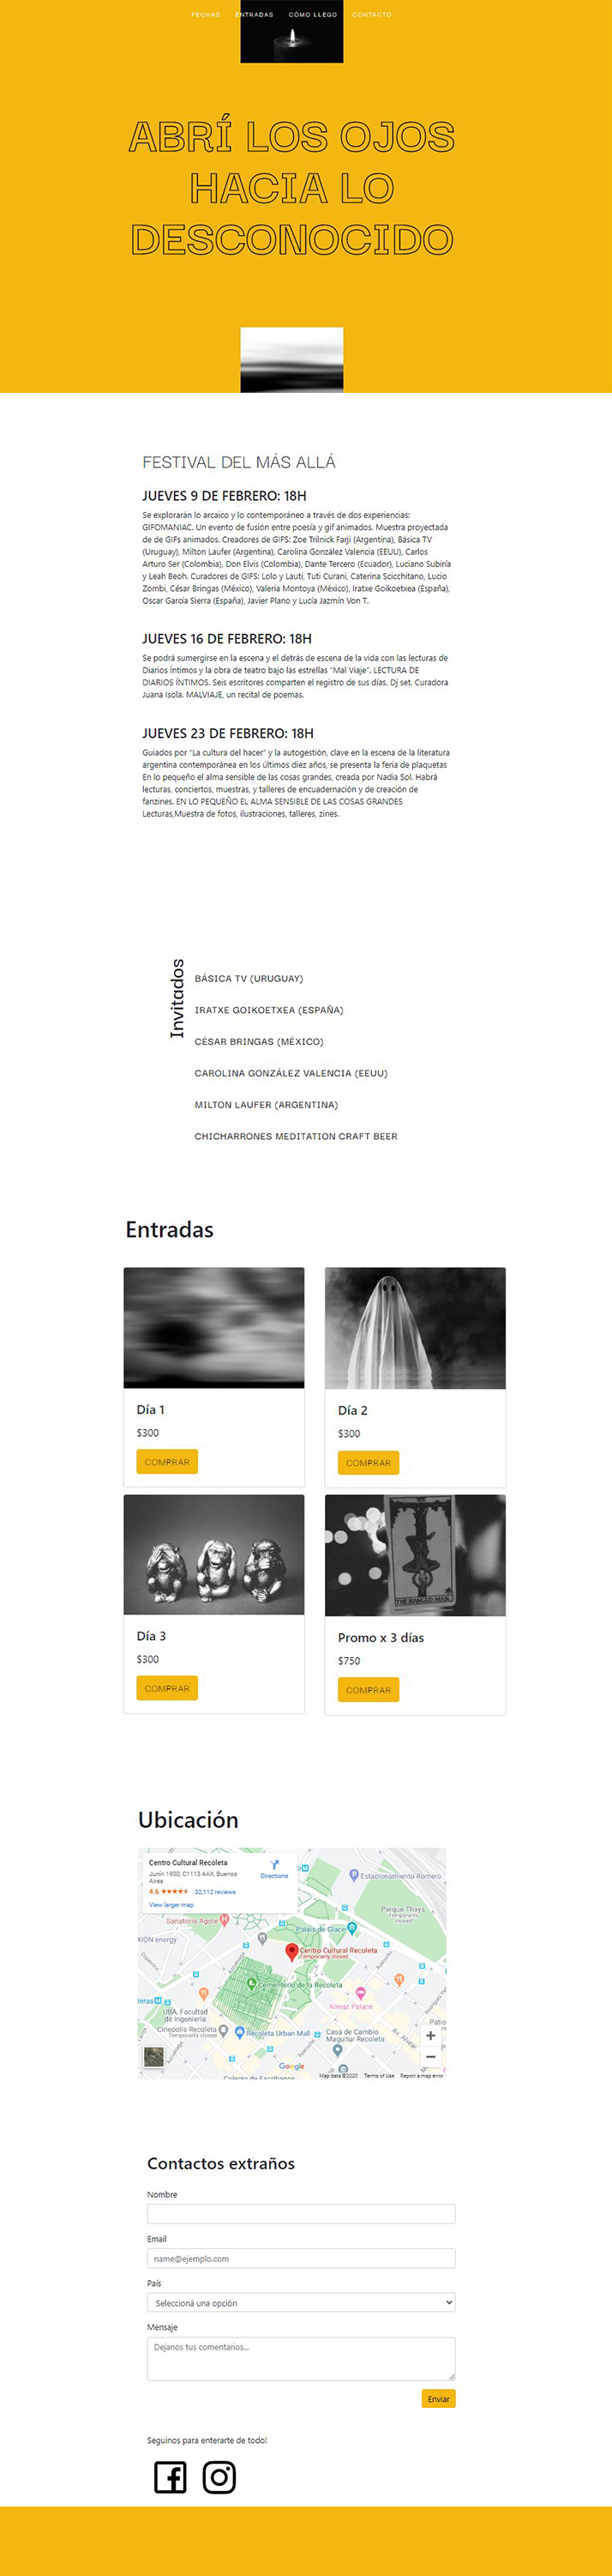 FECHAS ENTRADAS CÓMO LLEGO CONTACTO
ABRÍ LOS OJOS
HACIA LO
DESCONOCIDO
FESTIVAL DEL MÁS ALLÁ
JUEVES 9 DE FEBRERO: 18H
Se explorarán lo arcaico y lo contemporáneo a través de dos experiencias:
GIFOMANIAC. Un evento de fusión entre poesía y gif animados. Muestra proyectada
de de GIFs animados. Creadores de GIFS: Zoe Trilnick Farji (Argentina), Básica TV
(Uruguay), Milton Laufer (Argentina), Carolina González Valencia (EEUU), Carlos
Arturo Ser (Colombia), Don Elvis (Colombia), Dante Tercero (Ecuador), Luciano Subiría
y Leah Beoh. Curadores de GIFS: Lolo y Lauti, Tuti Curani, Caterina Scicchitano, Lucio
Zombi, César Bringas (México), Valeria Montoya (México), Iratxe Goikoetxea (España),
Oscar García Sierra (España), Javier Plano y Lucía Jazmín Von T.
JUEVES 16 DE FEBRERO: 18H
Se podrá sumergirse en la escena y el detrás de escena de la vida con las lecturas de
Diarios Íntimos y la obra de teatro bajo las estrellas “Mal Viaje”. LECTURA DE
DIARIOS ÍNTIMOS. Seis escritores comparten el registro de sus días. Dj set. Curadora
Juana Isola. MALVIAJE, un recital de poemas.
JUEVES 23 DE FEBRERO: 18H
Guiados por “La cultura del hacer” y la autogestión, clave en la escena de la literatura
argentina contemporánea en los últimos diez años, se presenta la feria de plaquetas
En lo pequeño el alma sensible de las cosas grandes, creada por Nadia Sol. Habrá
lecturas, conciertos, muestras, y talleres de encuadernación y de creación de
fanzines. EN LO PEQUEÑO EL ALMA SENSIBLE DE LAS COSAS GRANDES
Lecturas,Muestra de fotos, ilustraciones, talleres, zines.
Invitados
BÁSICA TV (URUGUAY)
IRATXE GOIKOETXEA (ESPAÑA)
CÉSAR BRINGAS (MÉXICO)
CAROLINA GONZÁLEZ VALENCIA (EEUU)
MILTON LAUFER (ARGENTINA)
CHICHARRONES MEDITATION CRAFT BEER
Entradas
Día 1
$300
COMPRAR
Día 2
$300
COMPRAR
Día 3
$300
COMPRAR
THE HANGED MAN.
Promo x 3 días
$750
COMPRAR
Ubicación
Centro Cultural Recoleta
Junín 1930, C1113 AAX, Buenos
Aires
4.6 32,112 reviews
View larger map
Directions
Estacionamiento Romero
Parque Thays
Temporarily
closed
Sanatorio Agote
Palais de Glace
XION energy
Centro Cultural Recoleta
Temporarily closed
Cementerio de la Recoleta
Alvear Palace
Heras
UBA. Facultad
de Ingeniería
Cinepolis Recoleta
Temporarily closed
Recoleta Urban Mall
Casa de Cambio
Maguitur Recoleta
Av. Alvear
Patio
Google
Colegio de Escribanos
Map data ©2020 Terms of Use Report a map error
Contactos extraños
Nombre
Email
name@ejemplo.com
País
Seleccioná una opción
Mensaje
Dejanos tus comentarios...
Enviar
Seguinos para enterarte de todo!